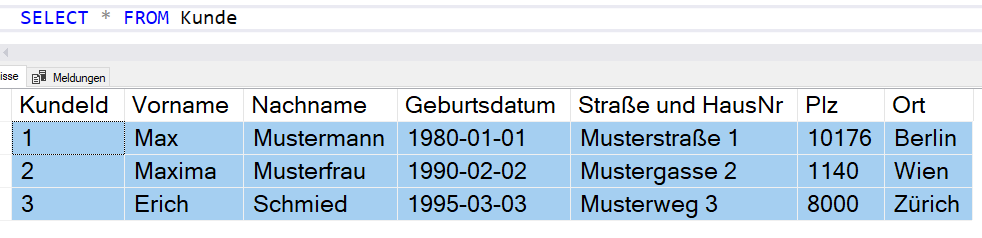 SELECT * FROM Kunde
isse Meldungen
KundeId Vorname Nachname Geburtsdatum Straße und HausNr Plz Ort
1 Max Mustermann 1980-01-01 Musterstraße 1 10176 Berlin
2 Maxima Musterfrau 1990-02-02 Mustergasse 2 1140 Wien
3 Erich Schmied 1995-03-03 Musterweg 3 8000 Zürich